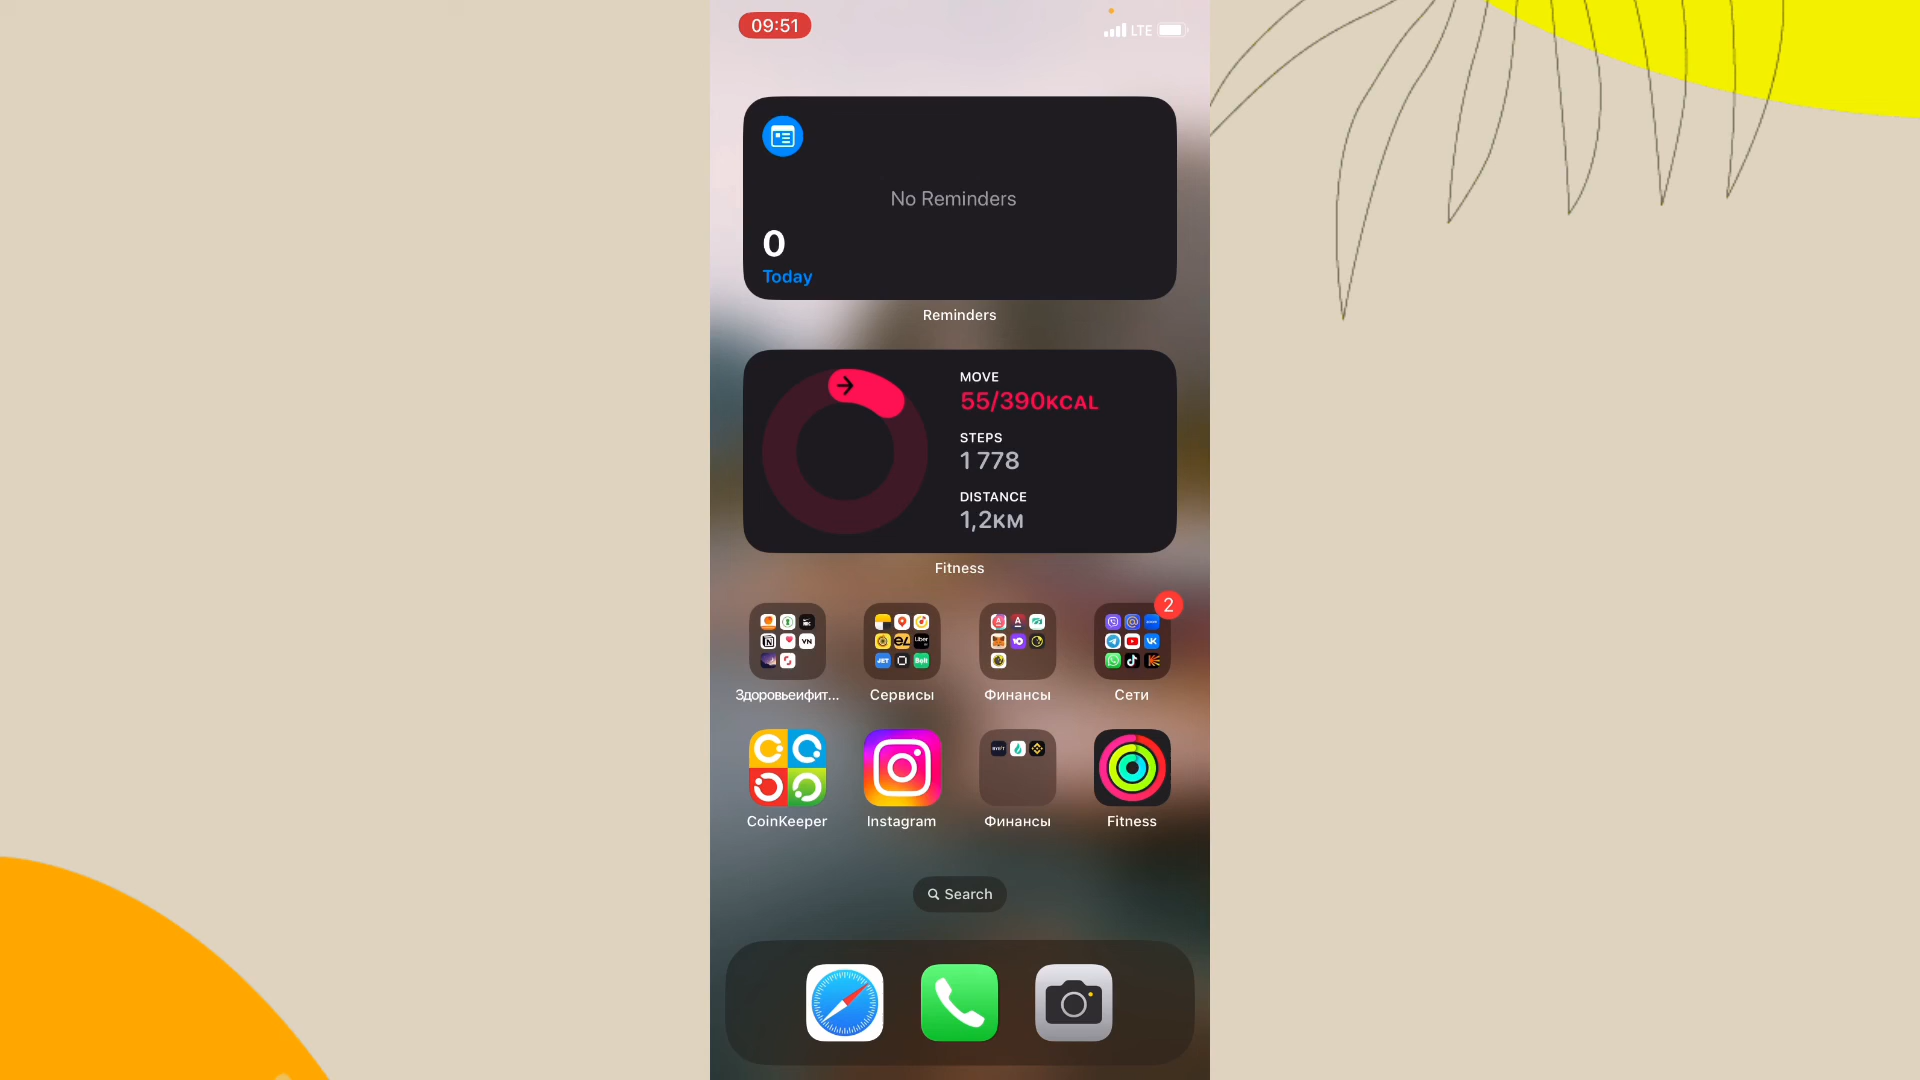 09:51
LTE
No Reminders
0
Today
Reminders
MOVE
55/390KCAL
STEPS
1 778
DISTANCE
1,2KM
Fitness
2
Здоровьеифит...
Сервисы
Финансы
Сети
CoinKeeper
Instagram
Финансы
Fitness
Search